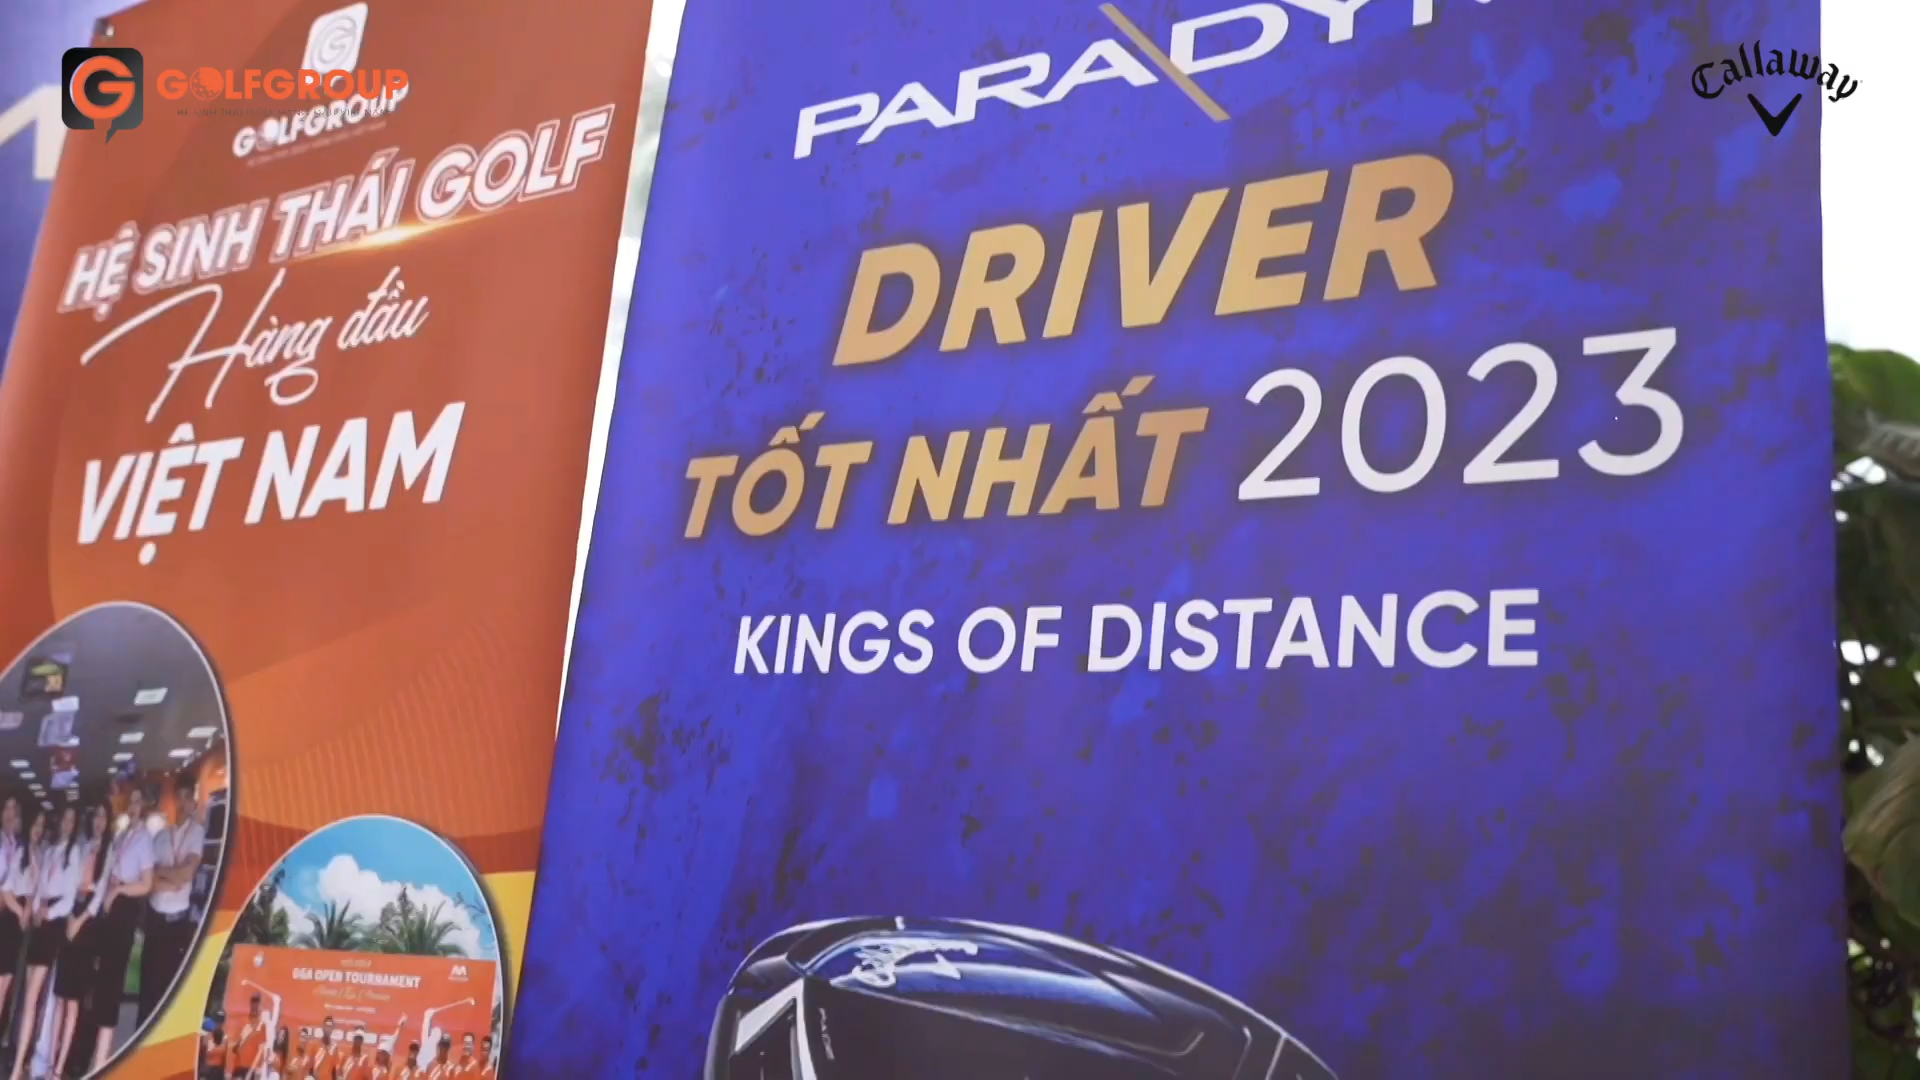 GOLFGROUP
GOLFGROUP
HỆ SINH THÁI GOLF
Hàng đầu
VIỆT NAM
GGA OPEN TOURNAMENT
PARADY
DRIVER
TỐT NHẤT 2023
KINGS OF DISTANCE
Callaway